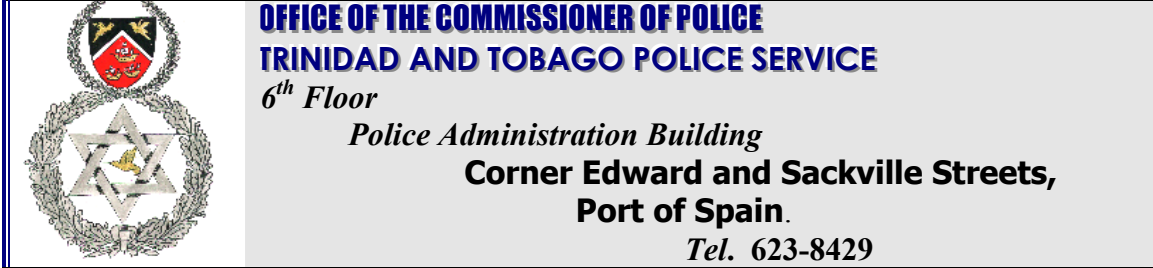 OFFICE OF THE COMMISSIONER OF POLICE
TRINIDAD AND TOBAGO POLICE SERVICE
6th Floor
Police Administration Building
Corner Edward and Sackville Streets,
Port of Spain.
Tel. 623-8429